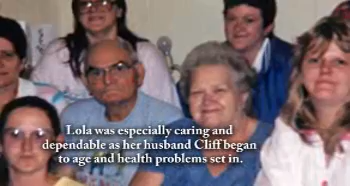 Lola was especially caring and
dependable as her husband Cliff began
to age and health problems set in.